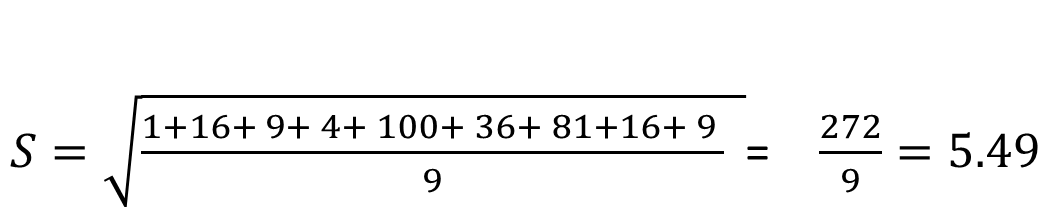 S = √((1+16+ 9+ 4+ 100+ 36+ 81+16+ 9)/9) = 272/9 = 5.49